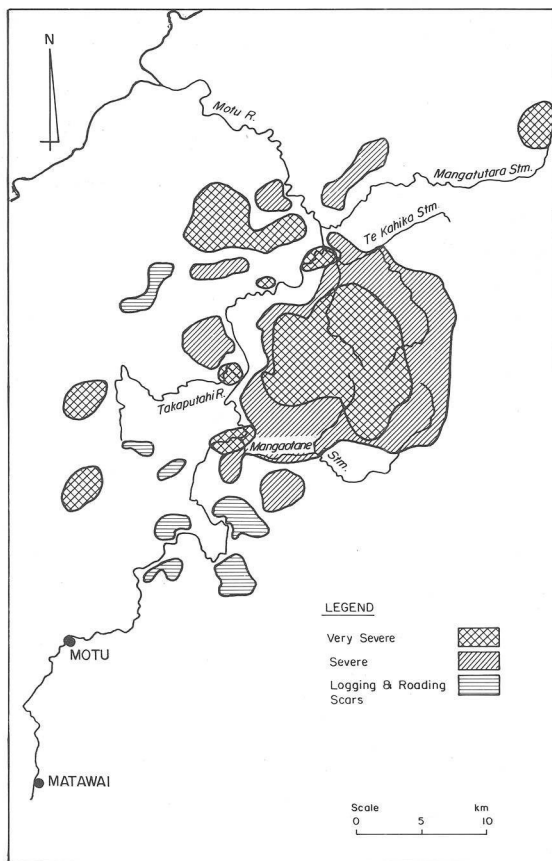 N
Motu R.
Mangatutara Stm.
Te Kahika Stm.
Takaputahi R.
Mangaotane
Stm.
LEGEND
Very Severe
Severe
Logging & Roading
Scars
MOTU
MATAWAI
Scale km
0 5 10